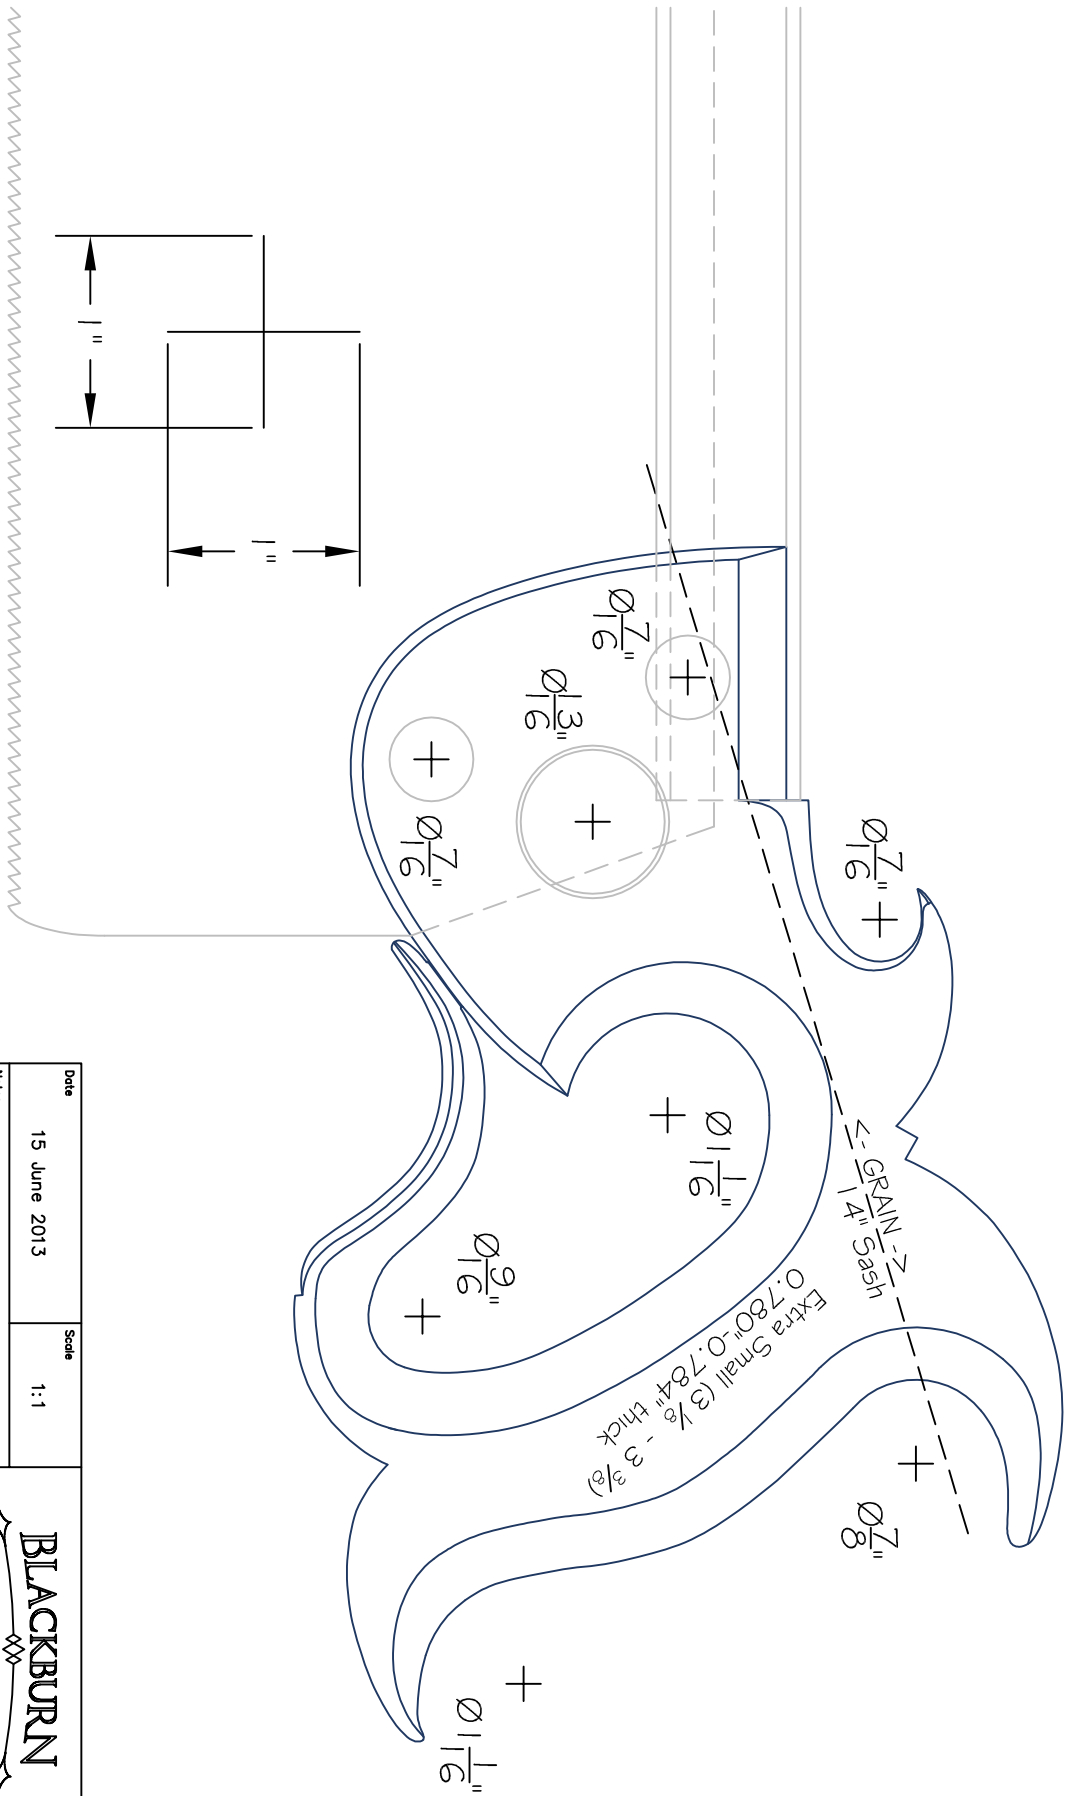 1"
1"
Ø7/16"
Ø13/16"
Ø7/16"
Ø7/16"
Ø1 1/16"
Ø9/16"
<- GRAIN ->
14" Sash
Extra Small (3 1/8 - 3 3/8)
0.780"-0.784" thick
Ø7/8"
Ø1 1/16"
Date
15 June 2013
Scale
1:1
BLACKBURN